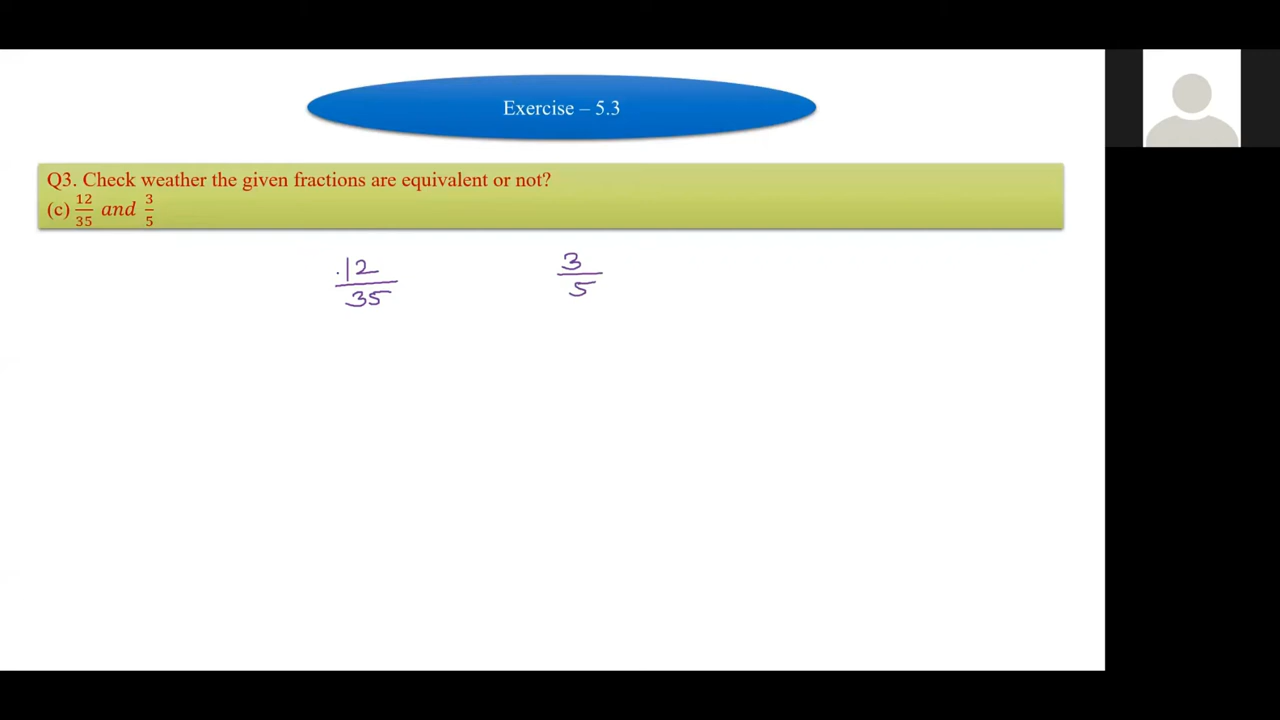 Exercise – 5.3
Q3. Check weather the given fractions are equivalent or not?
(c) 12/35 and 3/5
12/35 3/5